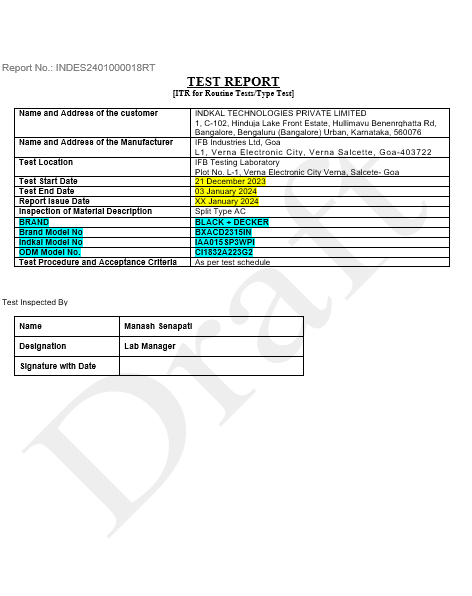 Report No.: INDES2401000018RT
TEST REPORT
[ITR for Routine Tests/Type Test]
Name and Address of the customer
INDKAL TECHNOLOGIES PRIVATE LIMITED
1, C-102, Hinduja Lake Front Estate, Hullimavu Benenrghatta Rd,
Bangalore, Bengaluru (Bangalore) Urban, Karnataka, 560076
Name and Address of the Manufacturer
IFB Industries Ltd, Goa
L1, Verna Electronic City, Verna Salcette, Goa-403722
Test Location
IFB Testing Laboratory
Plot No. L-1, Verna Electronic City Verna, Salcete- Goa
Test Start Date
21 December 2023
Test End Date
03 January 2024
Report Issue Date
XX January 2024
Inspection of Material Description
Split Type AC
BRAND
BLACK + DECKER
Brand Model No
BXACD2315IN
Indkal Model No
IAA015SP3WPI
ODM Model No.
CI1832A223G2
Test Procedure and Acceptance Criteria
As per test schedule
Test Inspected By
Name
Manash Senapati
Designation
Lab Manager
Signature with Date
Draft